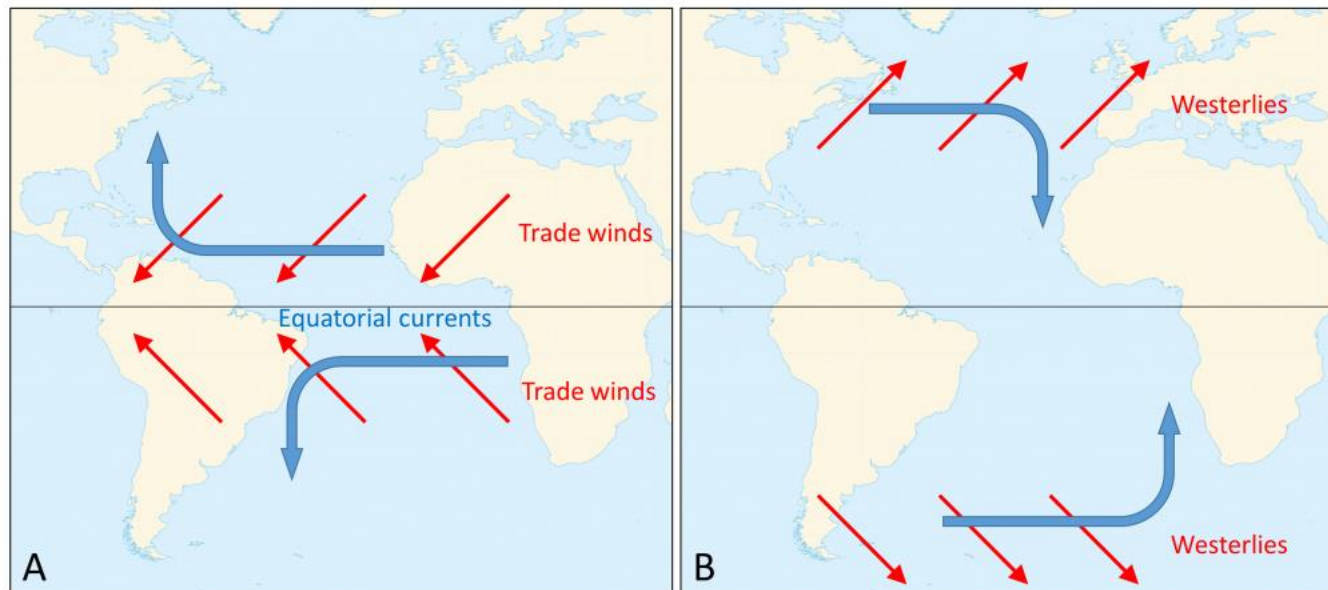 Trade winds
Equatorial currents
Trade winds
A
Westerlies
Westerlies
B